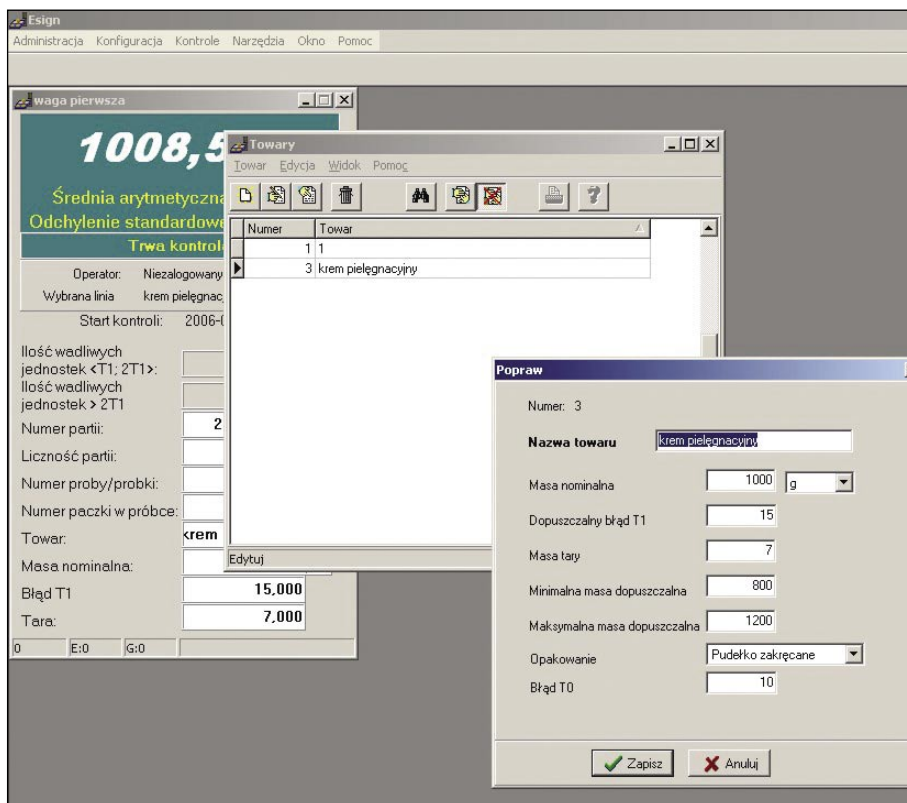 Esign
Administracja Konfiguracja Kontrole Narzędzia Okno Pomoc
waga pierwsza
1008,5
Średnia arytmetyczna
Odchylenie standardowe
Trwa kontrol
Operator: Niezalogowany
Wybrana linia krem pielęgnac
Start kontroli: 2006-0
Ilość wadliwych
jednostek <T1; 2T1>:
Ilość wadliwych
jednostek > 2T1
Numer partii: 2
Liczność partii:
Numer proby/probki:
Numer paczki w próbce:
Towar: krem
Masa nominalna:
Błąd T1 15,000
Tara: 7,000
0 E:0 G:0
Towary
Towar Edycja Widok Pomoc
Numer Towar
1 1
3 krem pielęgnacyjny
Edytuj
Popraw
Numer: 3
Nazwa towaru krem pielęgnacyjny
Masa nominalna 1000 g
Dopuszczalny błąd T1 15
Masa tary 7
Minimalna masa dopuszczalna 800
Maksymalna masa dopuszczalna 1200
Opakowanie Pudełko zakręcane
Błąd T0 10
Zapisz Anuluj